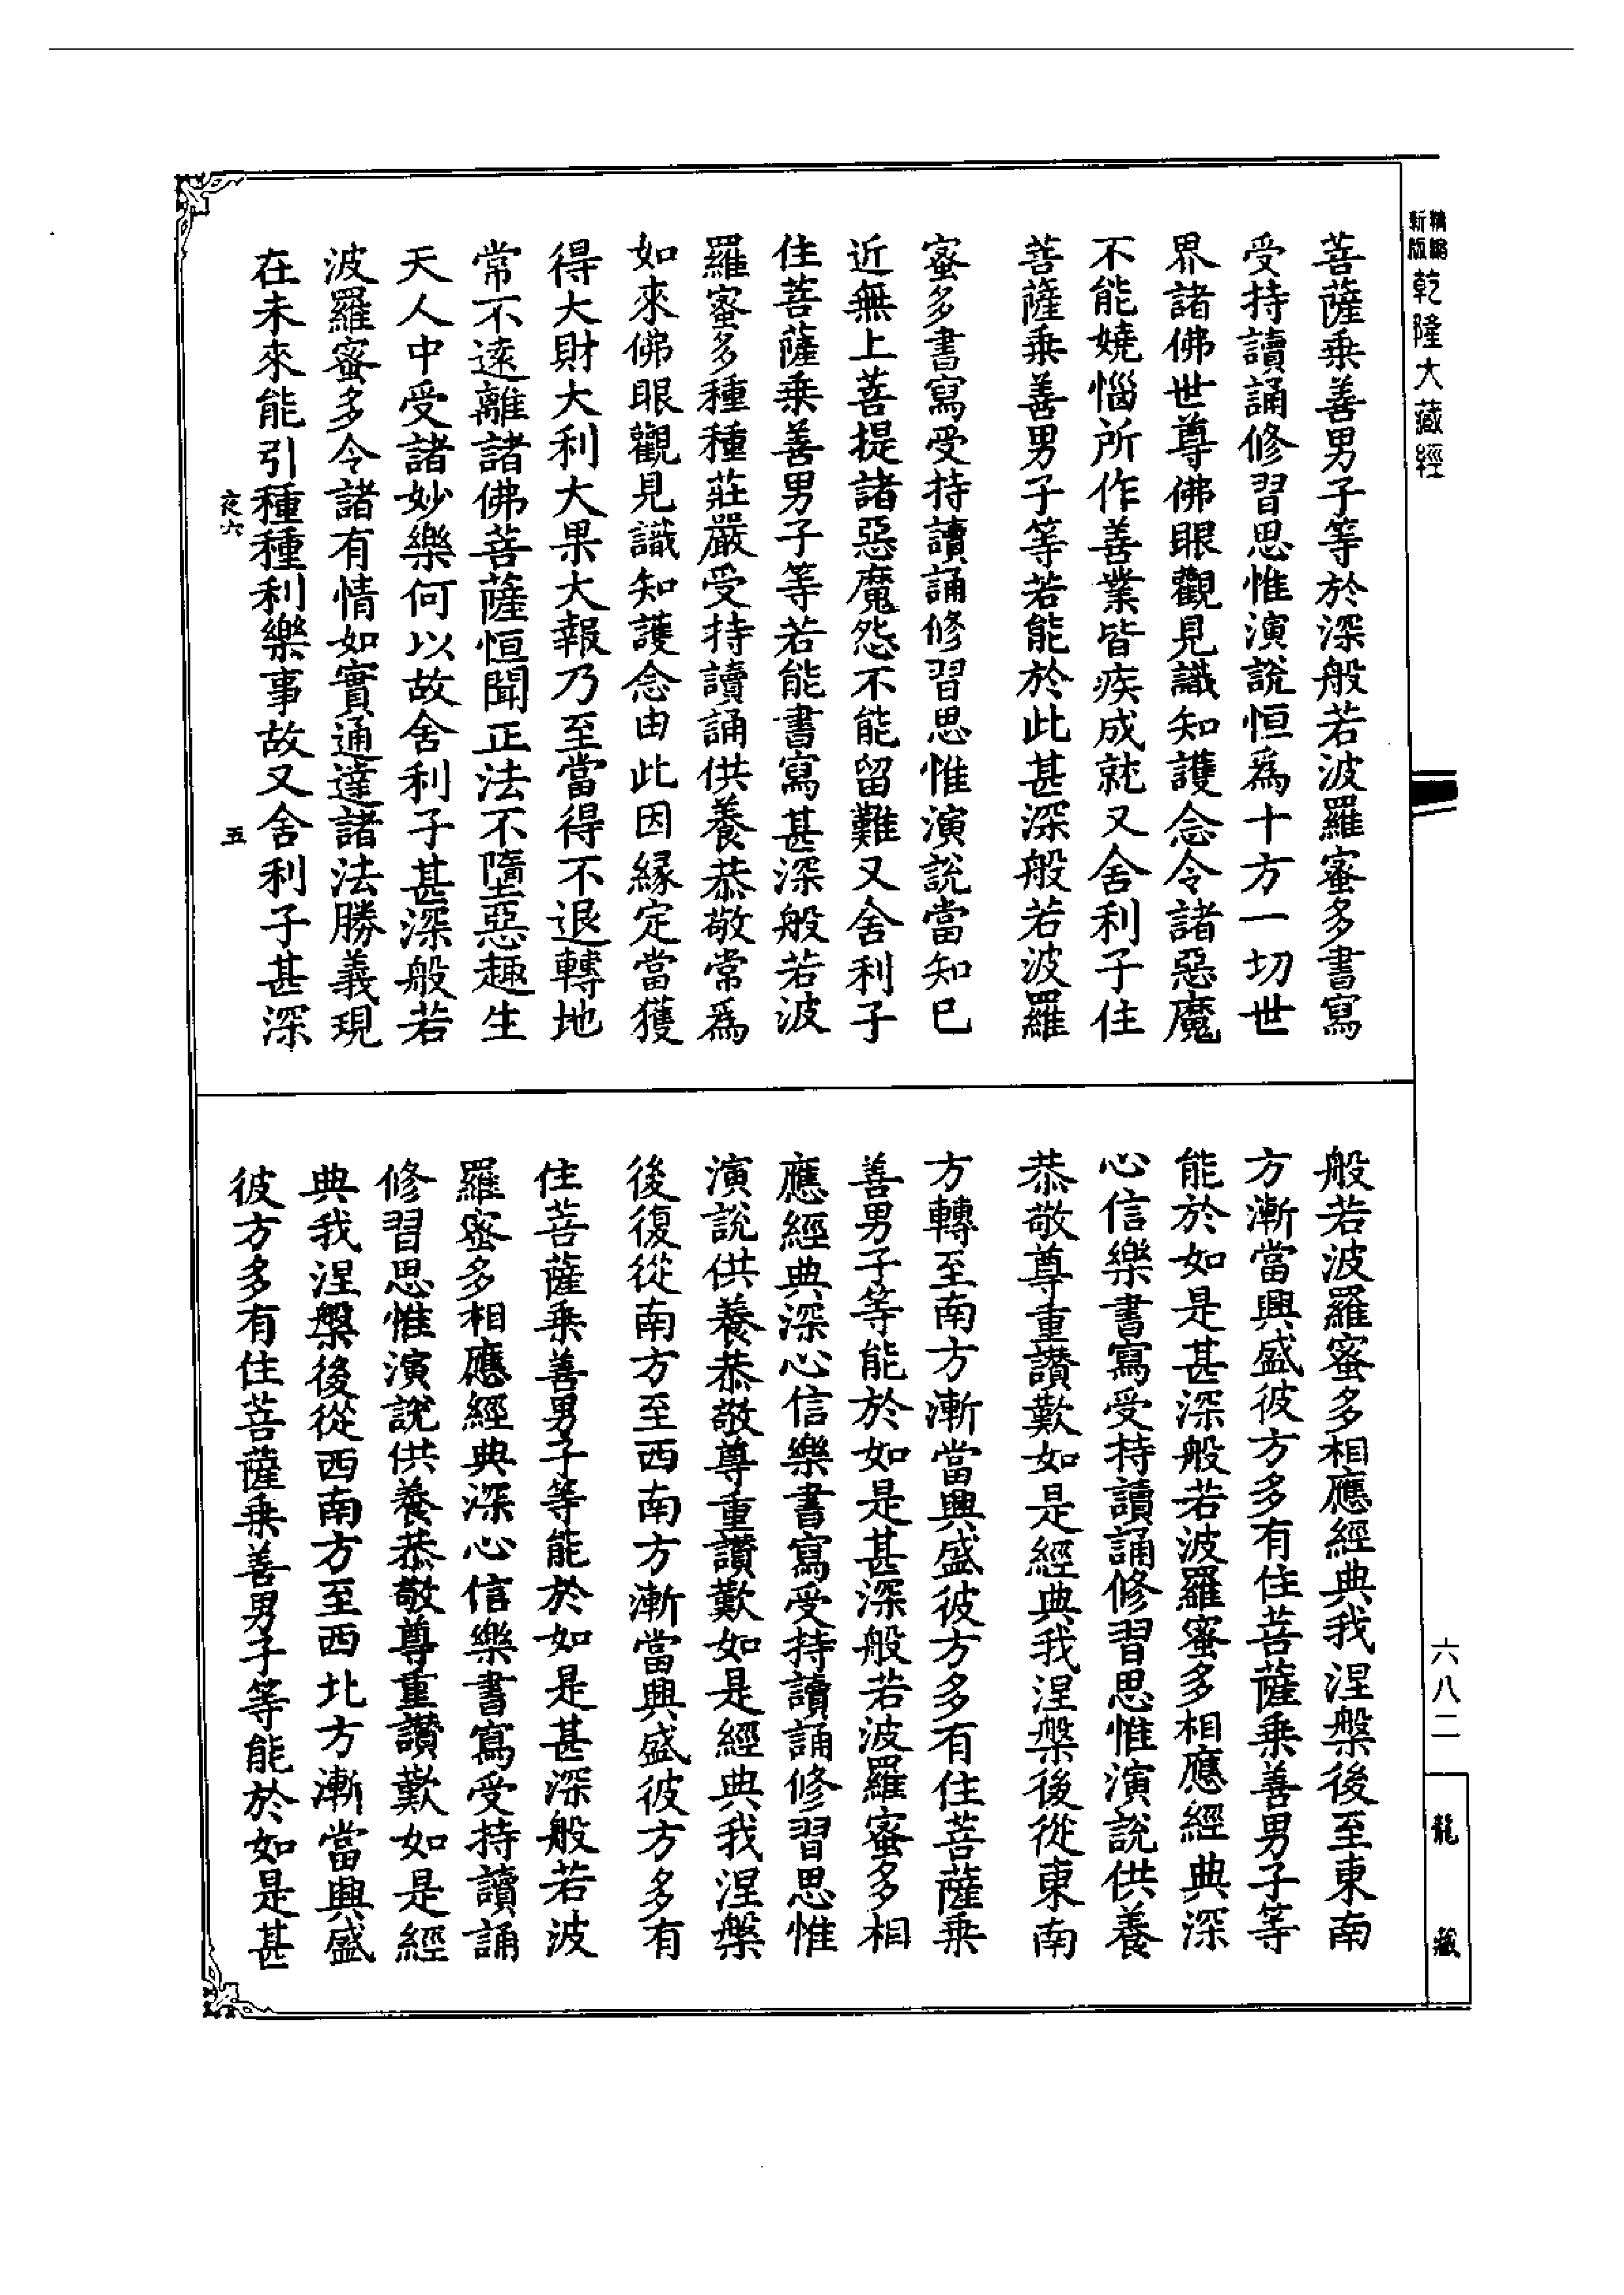 新版精縮乾隆大藏經
菩薩乘善男子等於深般若波羅蜜多書寫
受持讀誦修習思惟演說恒爲十方一切世
界諸佛世尊佛眼觀見識知護念令諸惡魔
不能嬈惱所作善業皆疾成就又舍利子住
菩薩乘善男子等若能於此甚深般若波羅
蜜多書寫受持讀誦修習思惟演說當知已
近無上菩提諸惡魔怨不能留難又舍利子
住菩薩乘善男子等若能書寫甚深般若波
羅蜜多種種莊嚴受持讀誦供養恭敬常爲
如來佛眼觀見識知護念由此因緣定當獲
得大財大利大果大報乃至當得不退轉地
常不遠離諸佛菩薩恒聞正法不墮惡趣生
天人中受諸妙樂何以故舍利子甚深般若
波羅蜜多令諸有情如實通達諸法勝義現
在未來能引種種利樂事故又舍利子甚深
夜六
五
般若波羅蜜多相應經典我涅槃後至東南
方漸當興盛彼方多有住菩薩乘善男子等
能於如是甚深般若波羅蜜多相應經典深
心信樂書寫受持讀誦修習思惟演說供養
恭敬尊重讚歎如是經典我涅槃後從東南
方轉至南方漸當興盛彼方多有住菩薩乘
善男子等能於如是甚深般若波羅蜜多相
應經典深心信樂書寫受持讀誦修習思惟
演說供養恭敬尊重讚歎如是經典我涅槃
後復從南方至西南方漸當興盛彼方多有
住菩薩乘善男子等能於如是甚深般若波
羅蜜多相應經典深心信樂書寫受持讀誦
修習思惟演說供養恭敬尊重讚歎如是經
典我涅槃後從西南方至西北方漸當興盛
彼方多有住菩薩乘善男子等能於如是甚
六八二
龍藏